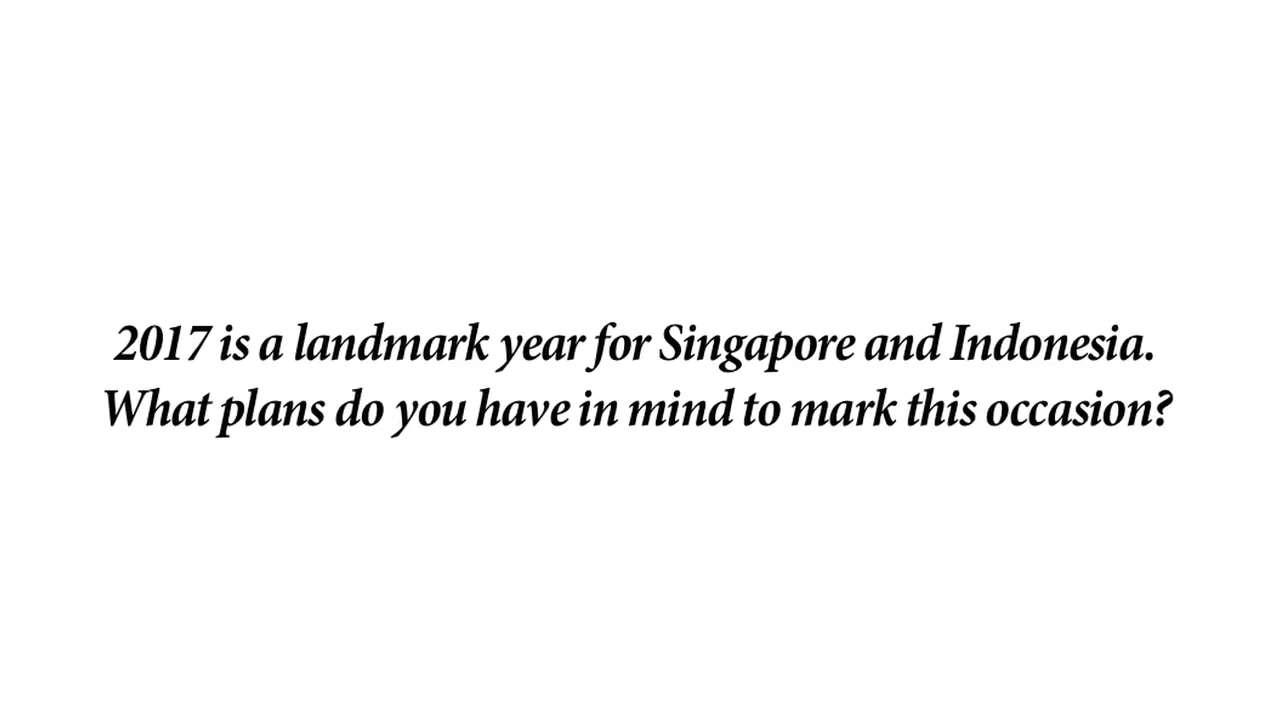 2017 is a landmark year for Singapore and Indonesia.
What plans do you have in mind to mark this occasion?